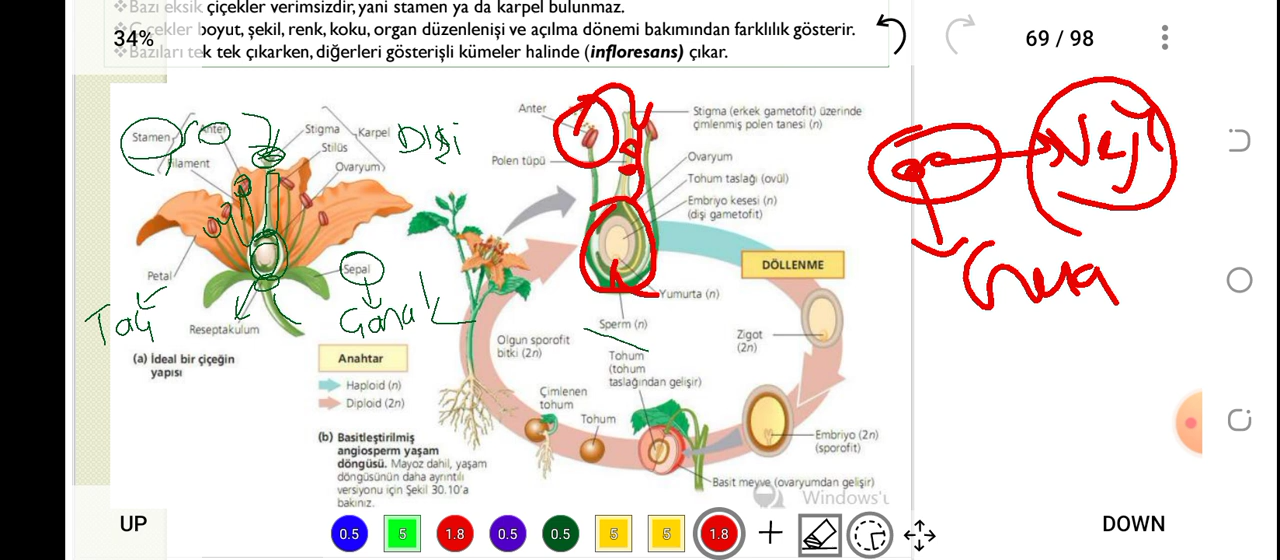 ❖Bazı eksik çiçekler verimsizdir, yani stamen ya da karpel bulunmaz.
❖Çiçekler boyut, şekil, renk, koku, organ düzenlenişi ve açılma dönemi bakımından farklılık gösterir.
❖Bazıları tek tek çıkarken, diğerleri gösterişli kümeler halinde (infloresans) çıkar.
34%
69 / 98
Stamen
Anter
Filament
Stigma
Stilüs
Ovaryum
Karpel
DIŞI
Petal
Taç
Sepal
Çanak
Reseptakulum
(a) İdeal bir çiçeğin
yapısı
Anter
Polen tüpü
Stigma (erkek gametofit) üzerinde
çimlenmiş polen tanesi (n)
Ovaryum
Tohum taslağı (ovül)
Embriyo kesesi (n)
(dişi gametofit)
Yumurta (n)
Sperm (n)
DÖLLENME
Zigot
(2n)
Embriyo (2n)
(sporofit)
Basit meyve (ovaryumdan gelişir)
Tohum
(tohum
taslağından gelişir)
Tohum
Çimlenen
tohum
Olgun sporofit
bitki (2n)
Anahtar
Haploid (n)
Diploid (2n)
(b) Basitleştirilmiş
angiosperm yaşam
döngüsü. Mayoz dahil, yaşam
döngüsünün daha ayrıntılı
versiyonu için Şekil 30.10'a
bakınız.
Windows'u
UP
DOWN
0.5
5
1.8
0.5
0.5
5
5
1.8